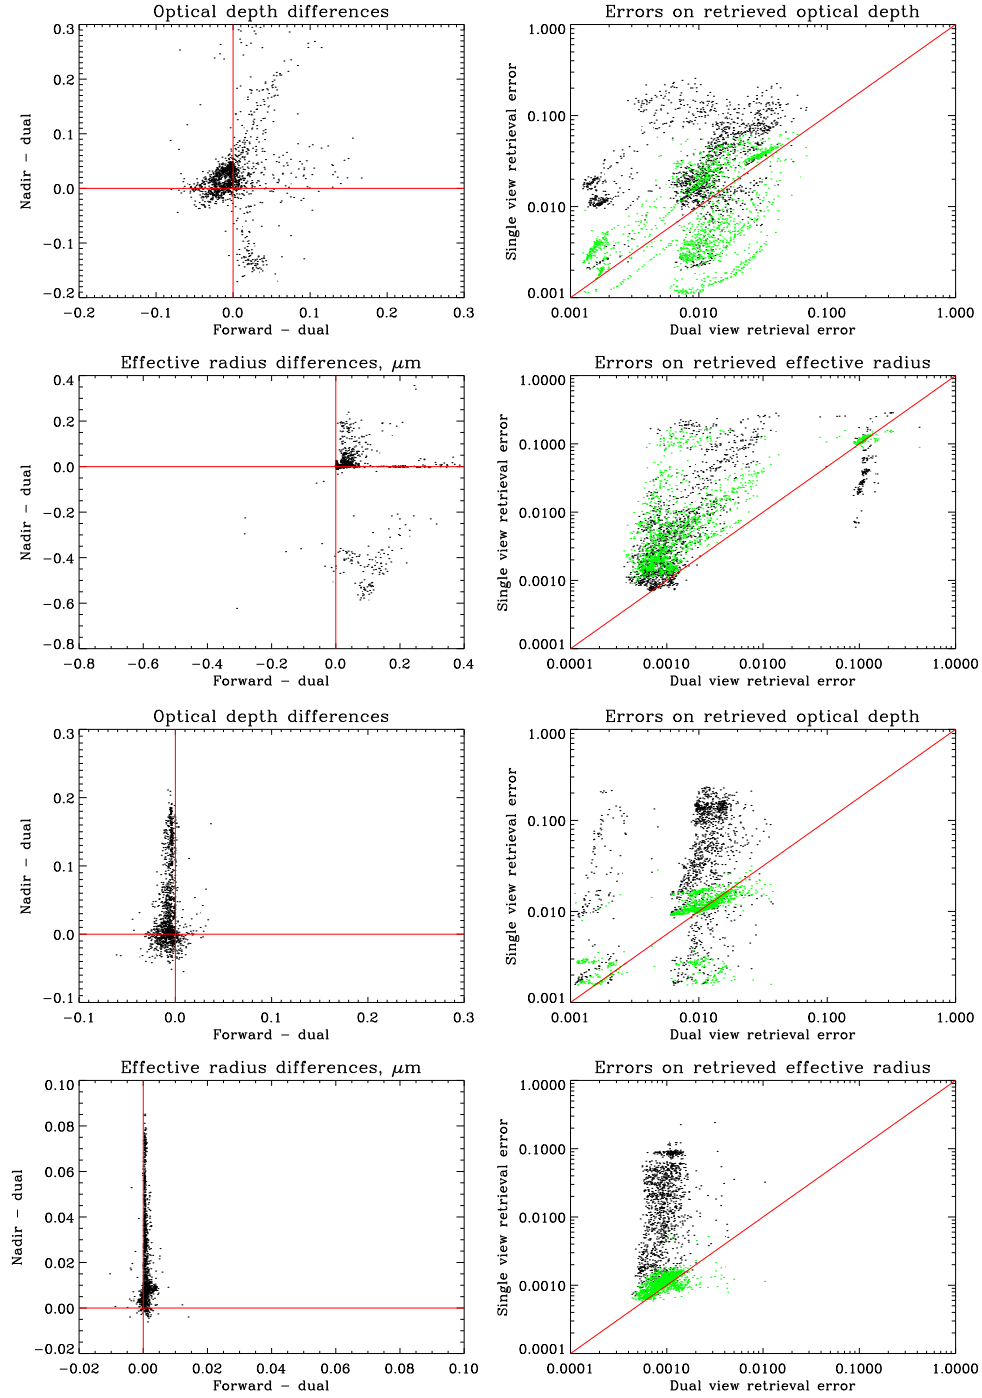 Optical depth differences
0.3
0.2
0.1
0.0
−0.1
−0.2
Nadir − dual
−0.2 −0.1 0.0 0.1 0.2 0.3
Forward − dual
Errors on retrieved optical depth
1.000
0.100
0.010
0.001
Single view retrieval error
0.001 0.010 0.100 1.000
Dual view retrieval error
Effective radius differences, μm
0.4
0.2
0.0
−0.2
−0.4
−0.6
−0.8
Nadir − dual
−0.8 −0.6 −0.4 −0.2 0.0 0.2 0.4
Forward − dual
Errors on retrieved effective radius
1.0000
0.1000
0.0100
0.0010
0.0001
Single view retrieval error
0.0001 0.0010 0.0100 0.1000 1.0000
Dual view retrieval error
Optical depth differences
0.3
0.2
0.1
0.0
−0.1
Nadir − dual
−0.1 0.0 0.1 0.2 0.3
Forward − dual
Errors on retrieved optical depth
1.000
0.100
0.010
0.001
Single view retrieval error
0.001 0.010 0.100 1.000
Dual view retrieval error
Effective radius differences, μm
0.10
0.08
0.06
0.04
0.02
0.00
−0.02
Nadir − dual
−0.02 0.00 0.02 0.04 0.06 0.08 0.10
Forward − dual
Errors on retrieved effective radius
1.0000
0.1000
0.0100
0.0010
0.0001
Single view retrieval error
0.0001 0.0010 0.0100 0.1000 1.0000
Dual view retrieval error